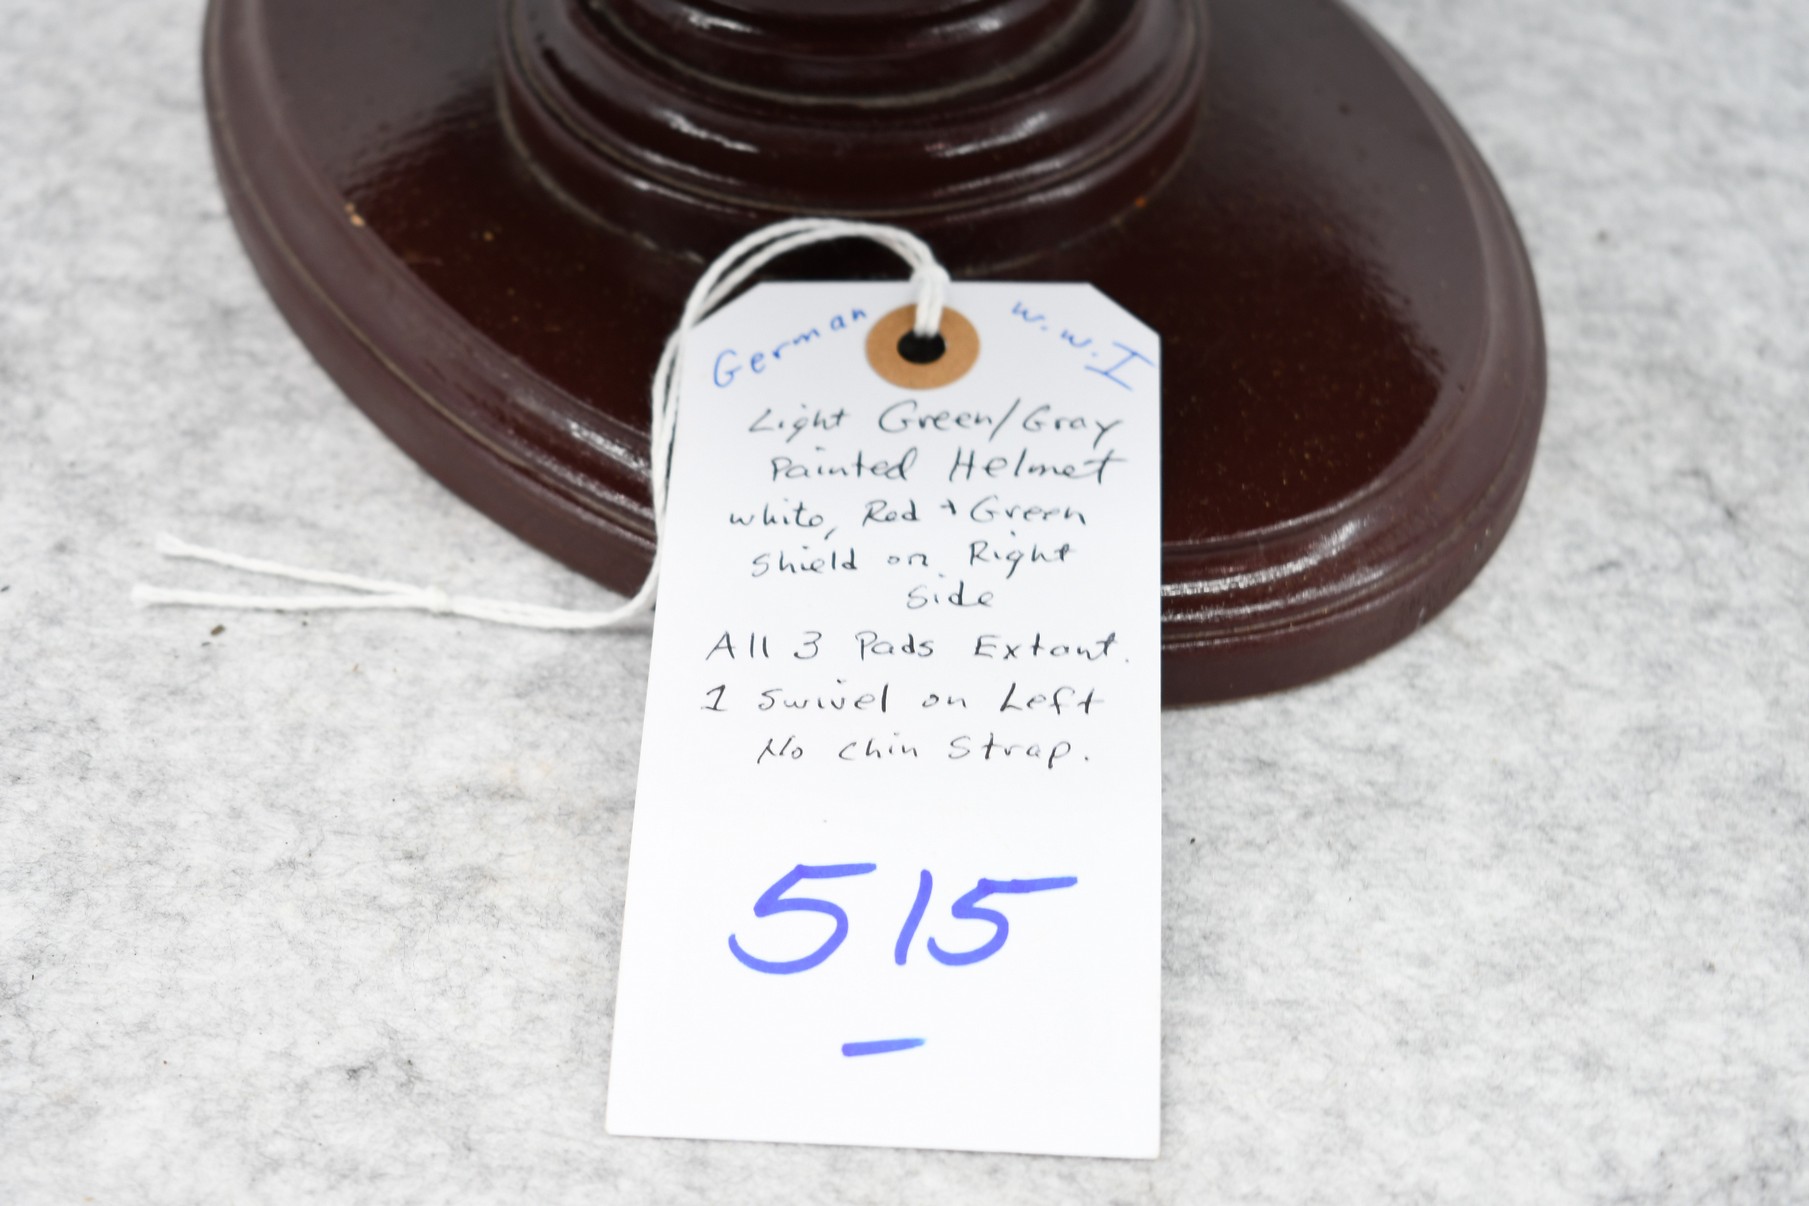 German W.W.I
Light Green/Gray
Painted Helmet
white, Red + Green
Shield on Right
Side
All 3 Pads Extant.
1 Swivel on Left
No Chin Strap.
515
—